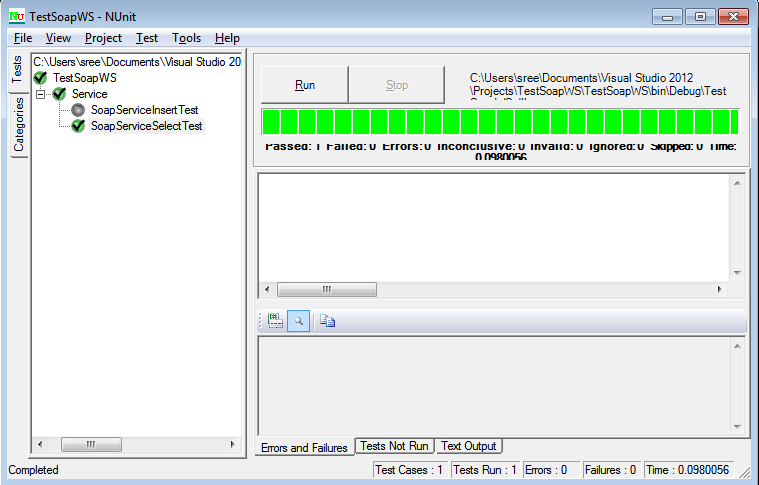 NU TestSoapWS - NUnit
File View Project Test Tools Help
Tests
Categories
C:\Users\sree\Documents\Visual Studio 20
TestSoapWS
Service
SoapServiceInsertTest
SoapServiceSelectTest
Run
Stop
C:\Users\sree\Documents\Visual Studio 2012
\Projects\TestSoapWS\TestSoapWS\bin\Debug\Test
Passed: 1 Failed: 0 Errors: 0 Inconclusive: 0 Invalid: 0 Ignored: 0 Skipped: 0 Time:
0.0980056
Errors and Failures
Tests Not Run
Text Output
Completed
Test Cases : 1
Tests Run : 1
Errors : 0
Failures : 0
Time : 0.0980056